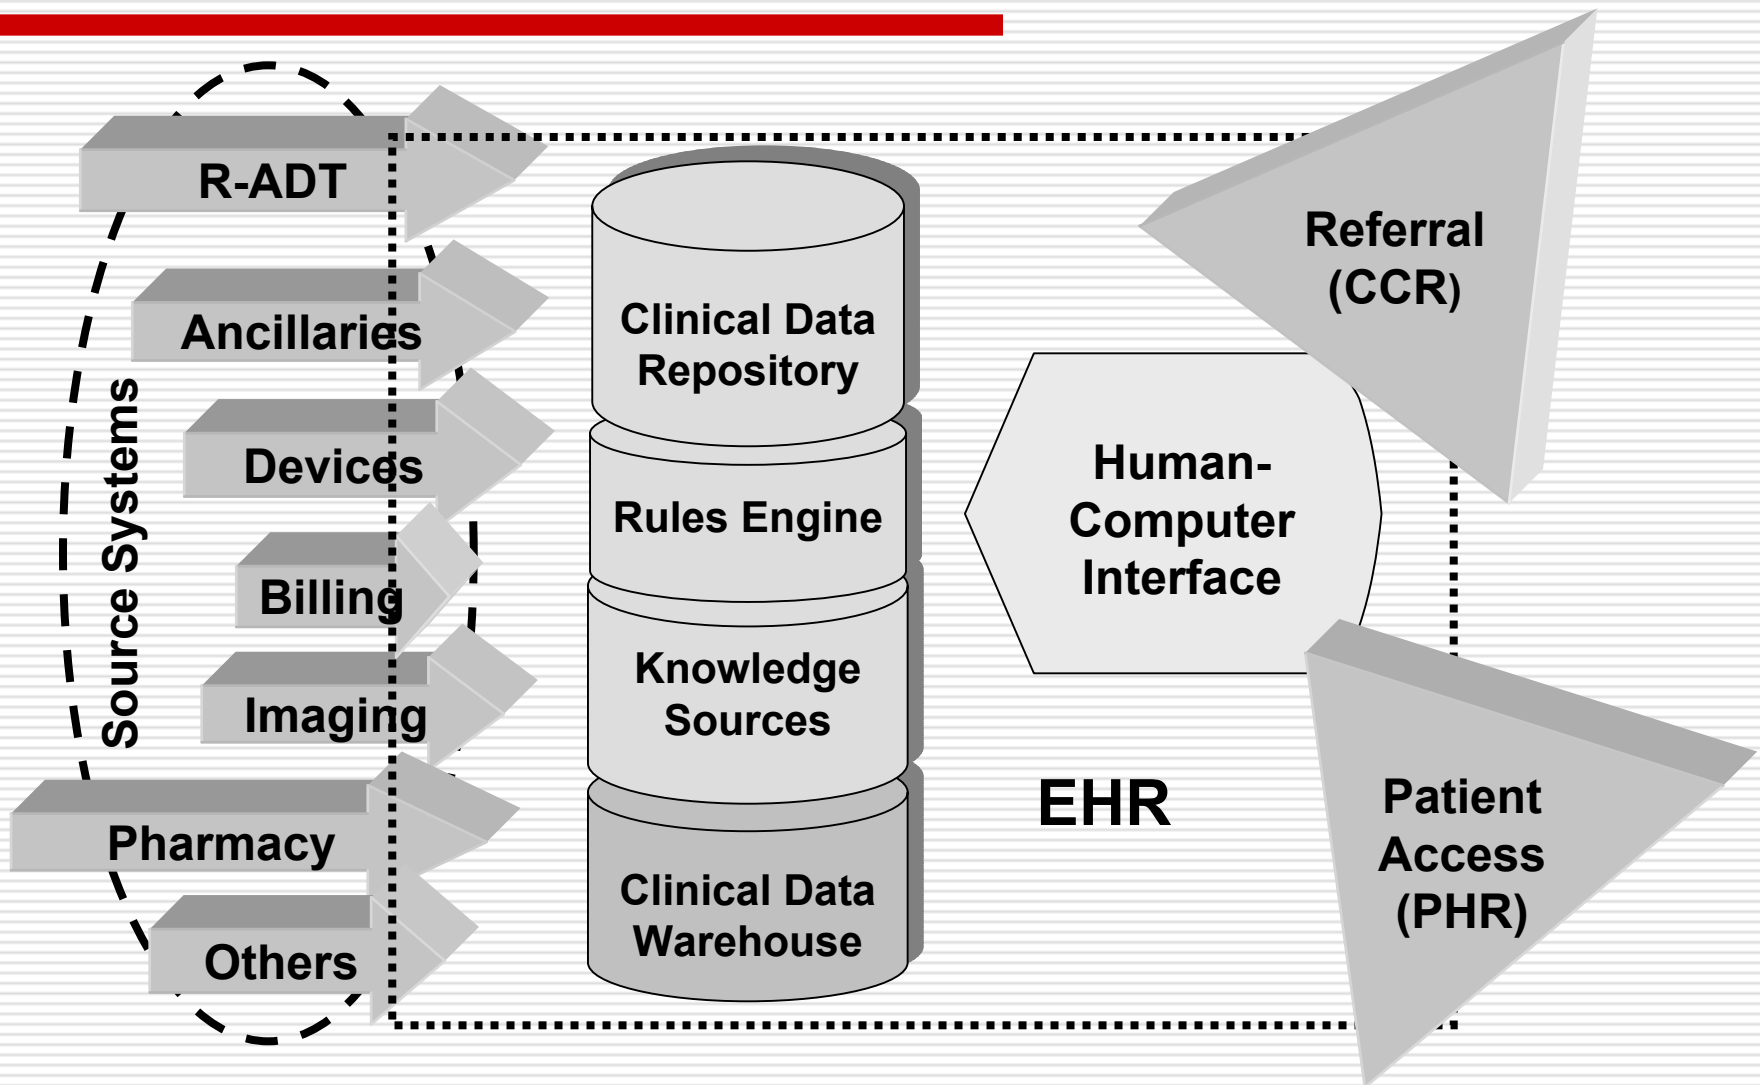 R-ADT
Ancillaries
Devices
Billing
Imaging
Pharmacy
Others
Source Systems
Clinical Data
Repository
Rules Engine
Knowledge
Sources
Clinical Data
Warehouse
Human-
Computer
Interface
EHR
Referral
(CCR)
Patient
Access
(PHR)